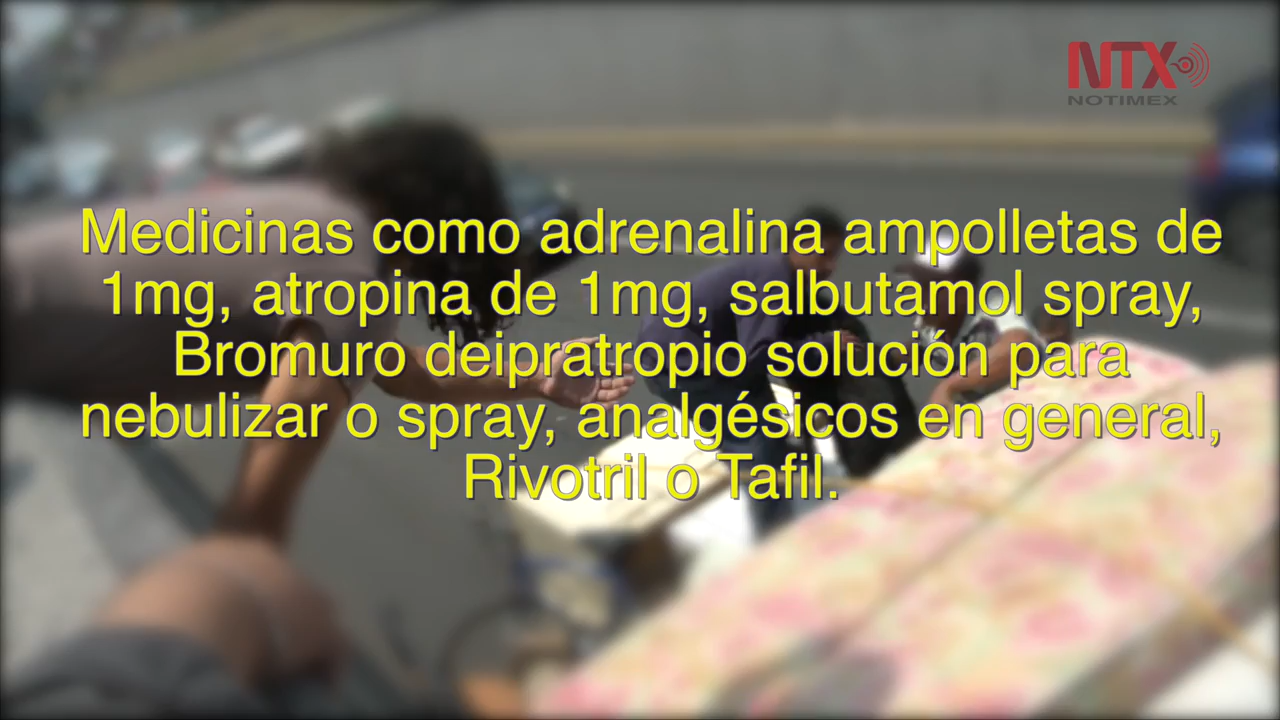 NTX
NOTIMEX
Medicinas como adrenalina ampolletas de
1mg, atropina de 1mg, salbutamol spray,
Bromuro deipratropio solución para
nebulizar o spray, analgésicos en general,
Rivotril o Tafil.